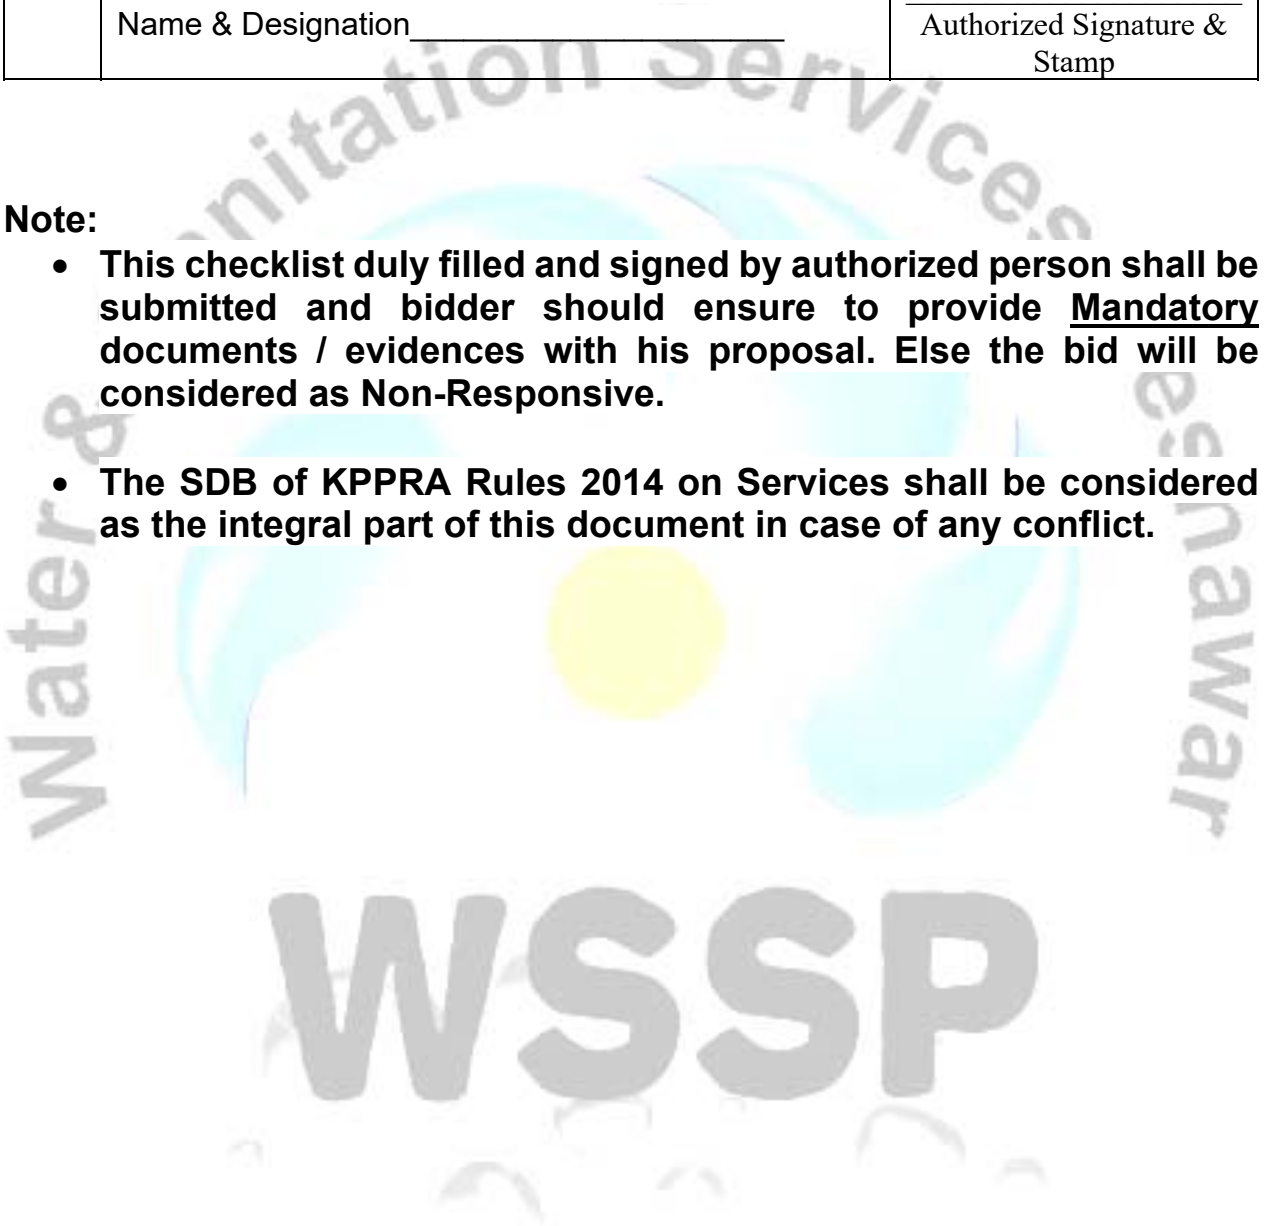 Name & Designation_____________________
Authorized Signature &
Stamp
Note:
• This checklist duly filled and signed by authorized person shall be
submitted and bidder should ensure to provide Mandatory
documents / evidences with his proposal. Else the bid will be
considered as Non-Responsive.
• The SDB of KPPRA Rules 2014 on Services shall be considered
as the integral part of this document in case of any conflict.
Water &
Services
WSSP